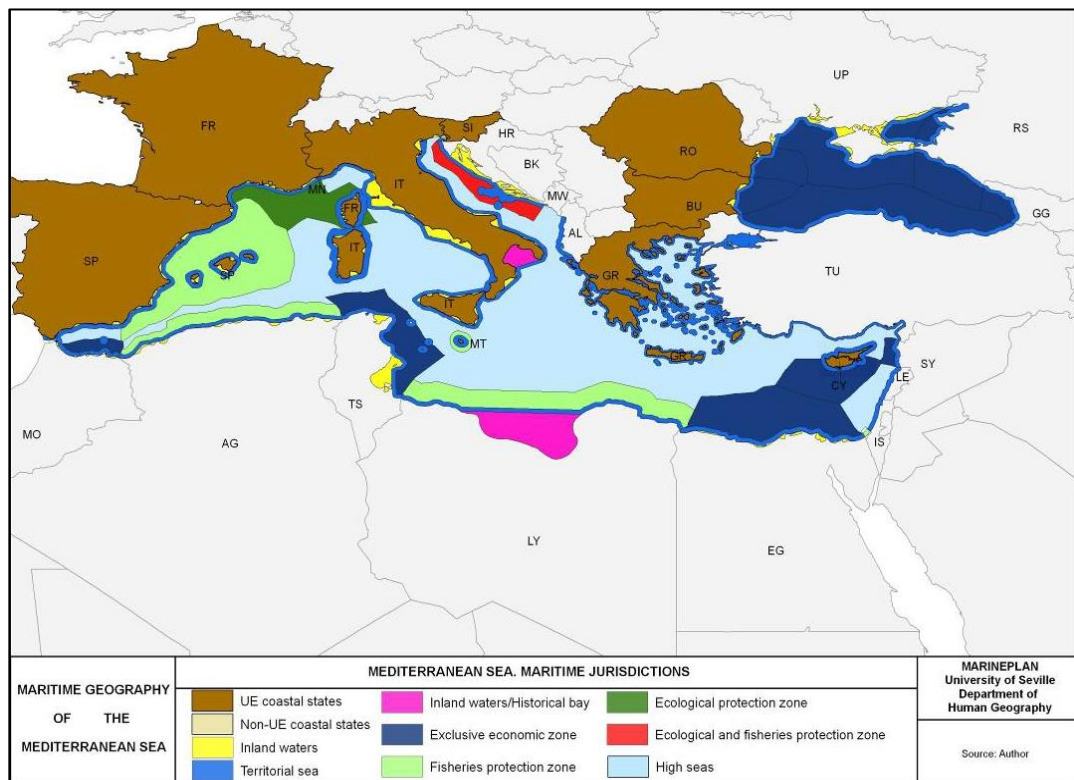 UP
FR
SI
HR
RS
RO
BK
IT
MN
MW
BU
FR
GG
AL
IT
SP
SP
GR
TU
IT
MT
GR
SY
LE
CY
TS
MO
AG
IS
LY
EG
MARITIME GEOGRAPHY
OF THE
MEDITERRANEAN SEA
MEDITERRANEAN SEA. MARITIME JURISDICTIONS
UE coastal states
Non-UE coastal states
Inland waters
Territorial sea
Inland waters/Historical bay
Exclusive economic zone
Fisheries protection zone
Ecological protection zone
Ecological and fisheries protection zone
High seas
MARINEPLAN
University of Seville
Department of
Human Geography
Source: Author